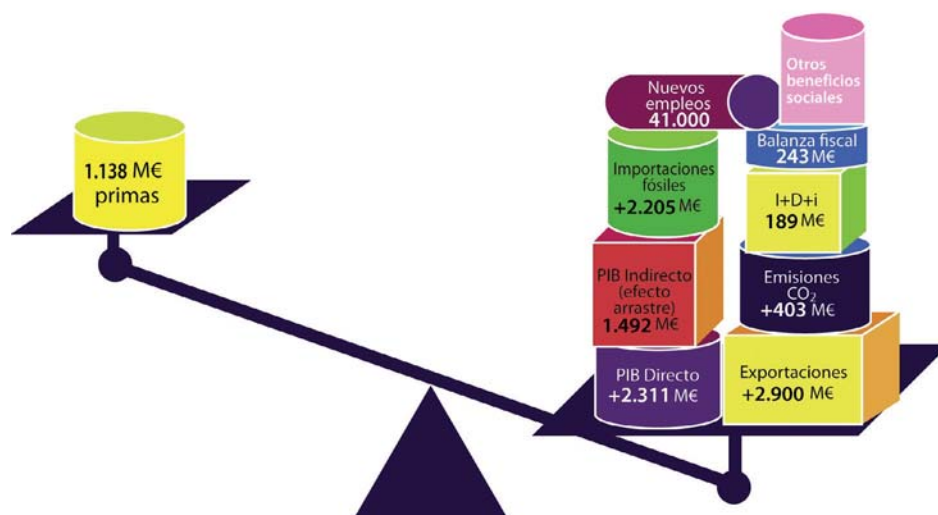 1.138 M€
primas
Otros
beneficios
sociales
Nuevos
empleos
41.000
Balanza fiscal
243 M€
Importaciones
fósiles
+2.205 M€
I+D+i
189 M€
PIB Indirecto
(efecto
arrastre)
1.492 M€
Emisiones
CO₂
+403 M€
PIB Directo
+2.311 M€
Exportaciones
+2.900 M€